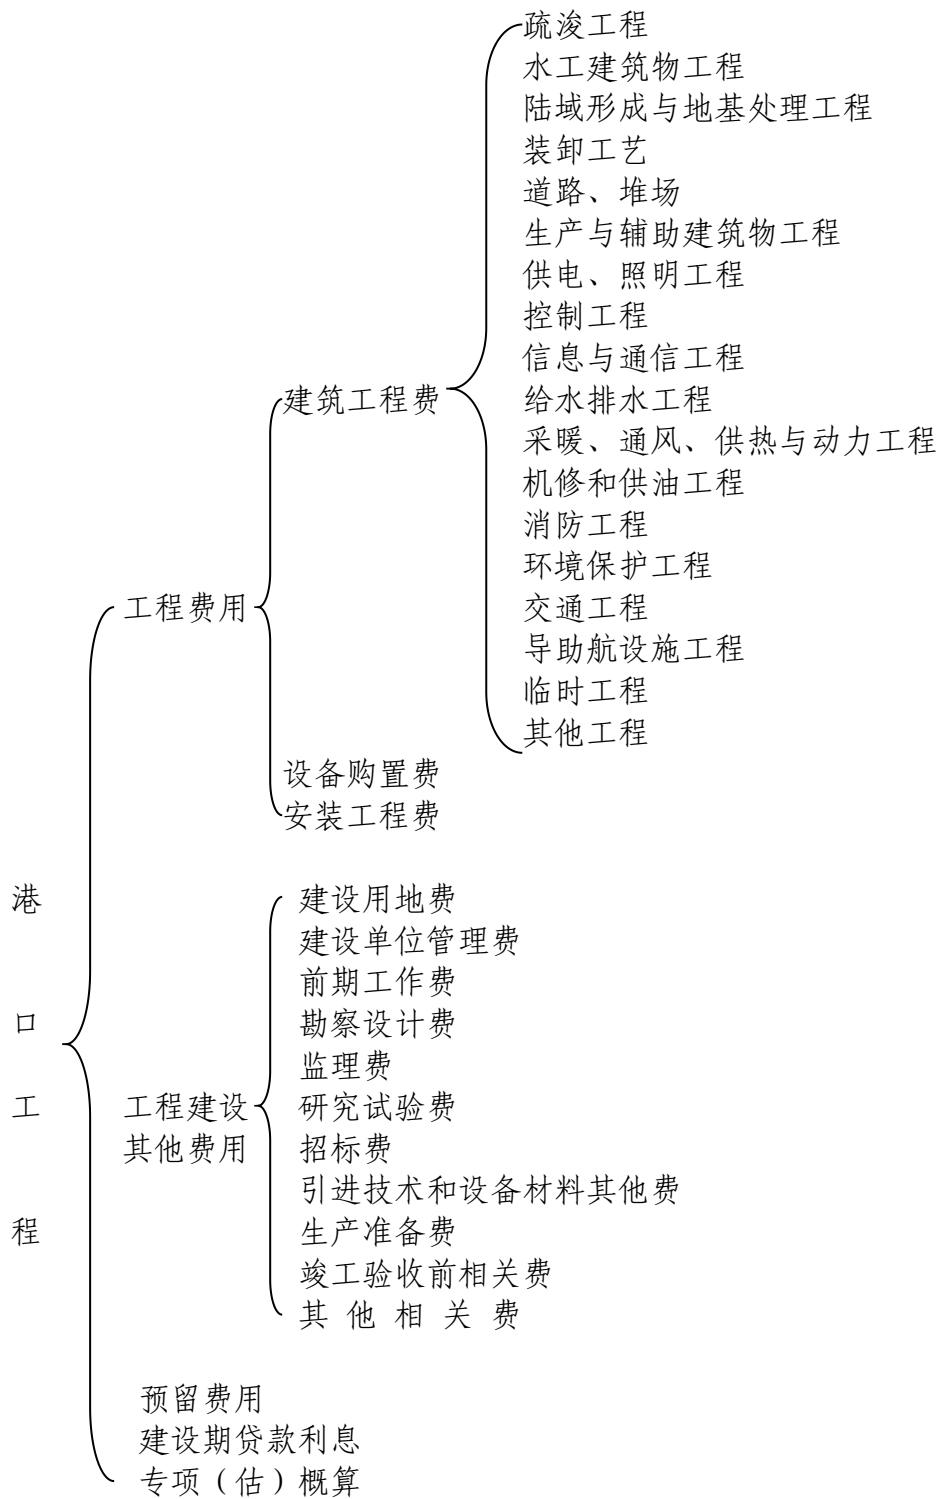 港口工程
工程费用
建筑工程费
疏浚工程
水工建筑物工程
陆域形成与地基处理工程
装卸工艺
道路、堆场
生产与辅助建筑物工程
供电、照明工程
控制工程
信息与通信工程
给水排水工程
采暖、通风、供热与动力工程
机修和供油工程
消防工程
环境保护工程
交通工程
导助航设施工程
临时工程
其他工程
设备购置费
安装工程费
工程建设
其他费用
建设用地费
建设单位管理费
前期工作费
勘察设计费
监理费
研究试验费
招标费
引进技术和设备材料其他费
生产准备费
竣工验收前相关费
其他相关费
预留费用
建设期贷款利息
专项（估）概算